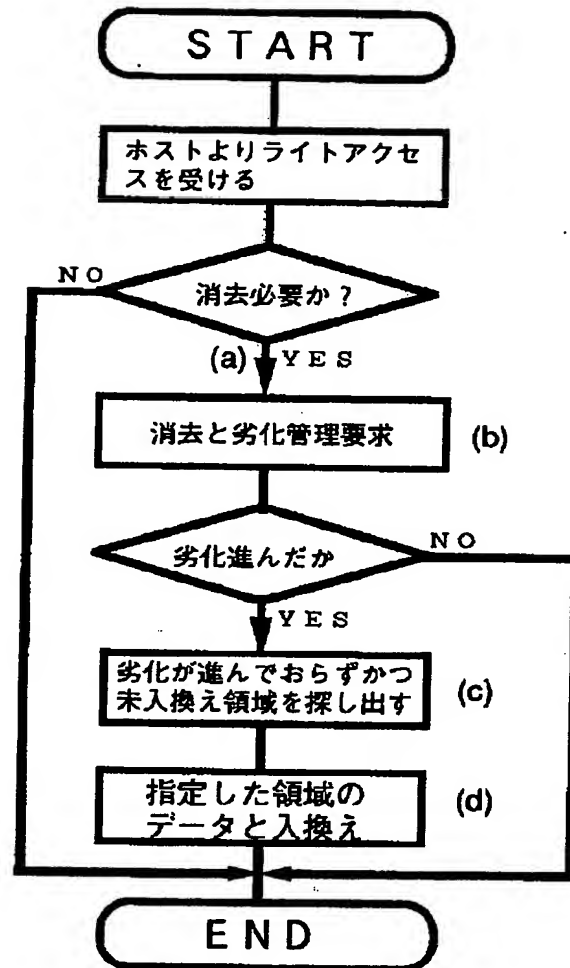 START
ホストよりライトアクセ
スを受ける
NO
消去必要か?
(a) YES
消去と劣化管理要求 (b)
劣化進んだか
NO
YES
劣化が進んでおらずかつ
未入換え領域を探し出す (c)
指定した領域の
データと入換え (d)
END